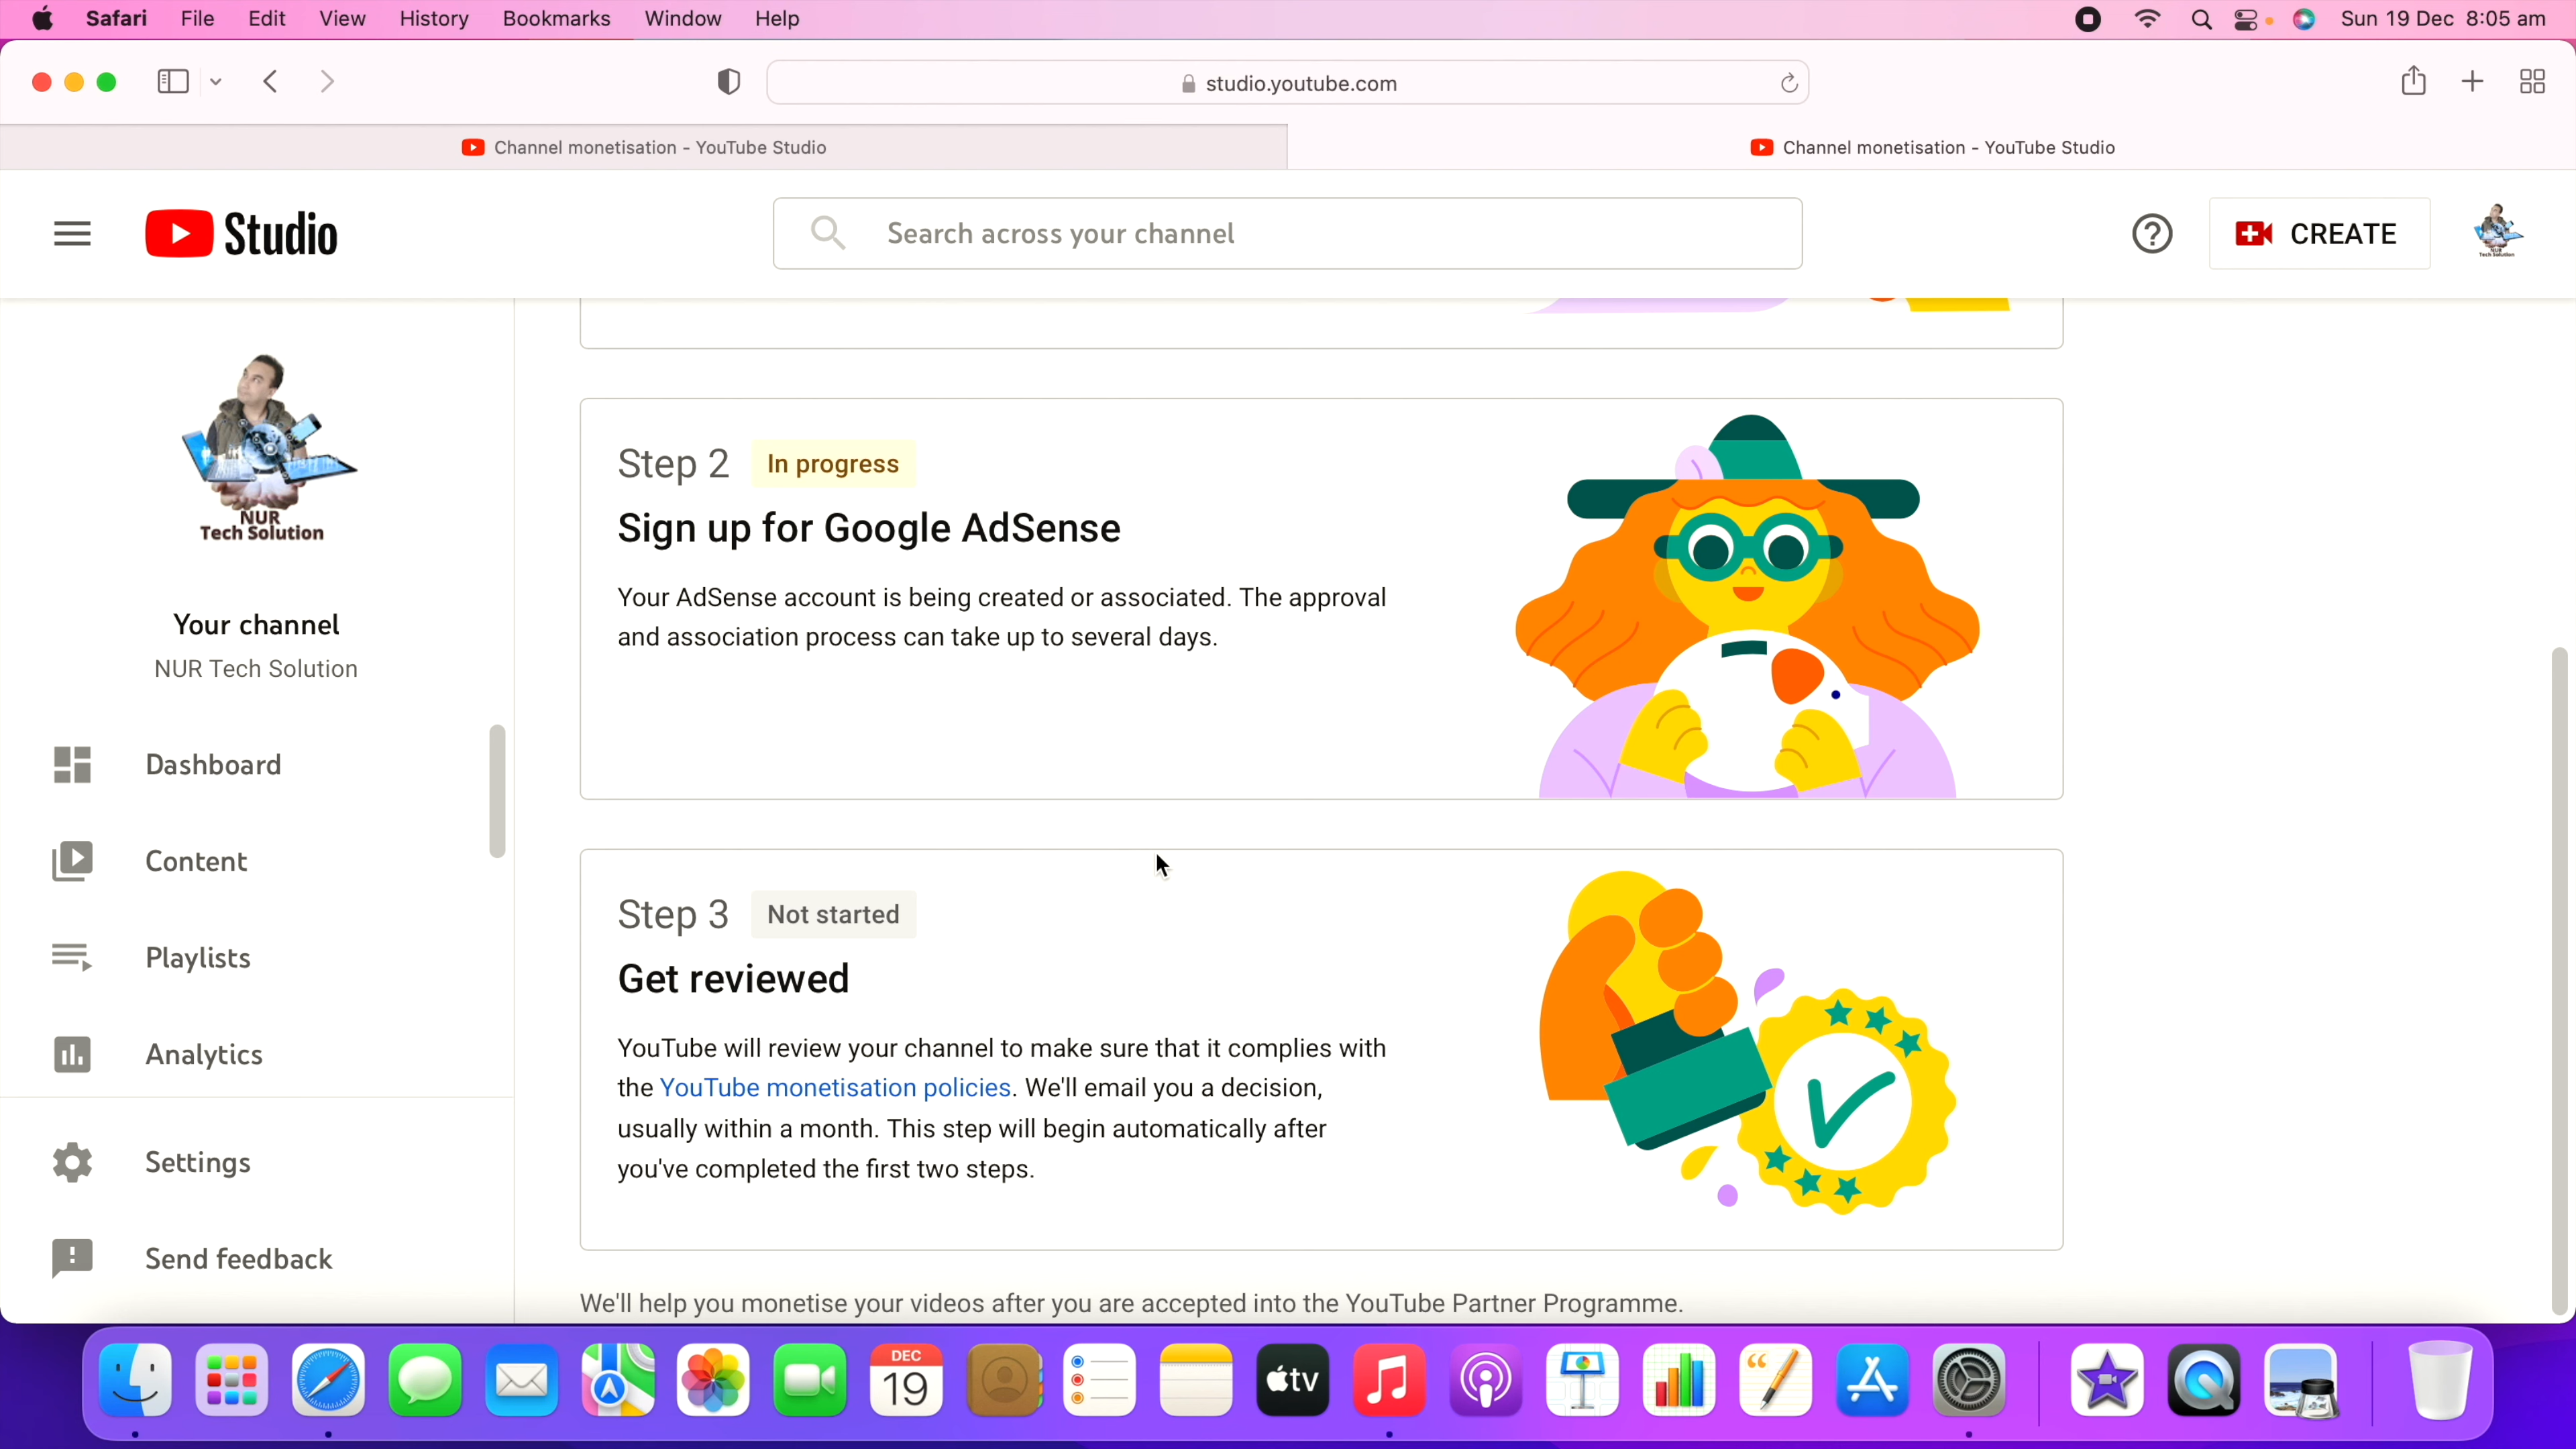 Safari File Edit View History Bookmarks Window Help Sun 19 Dec 8:05 am
studio.youtube.com
Channel monetisation - YouTube Studio
Channel monetisation - YouTube Studio
Studio
Search across your channel
CREATE
NUR
Tech Solution
Your channel
NUR Tech Solution
Dashboard
Content
Playlists
Analytics
Settings
Send feedback
Step 2 In progress
Sign up for Google AdSense
Your AdSense account is being created or associated. The approval
and association process can take up to several days.
Step 3 Not started
Get reviewed
YouTube will review your channel to make sure that it complies with
the YouTube monetisation policies. We'll email you a decision,
usually within a month. This step will begin automatically after
you've completed the first two steps.
We'll help you monetise your videos after you are accepted into the YouTube Partner Programme.
DEC
19
tv